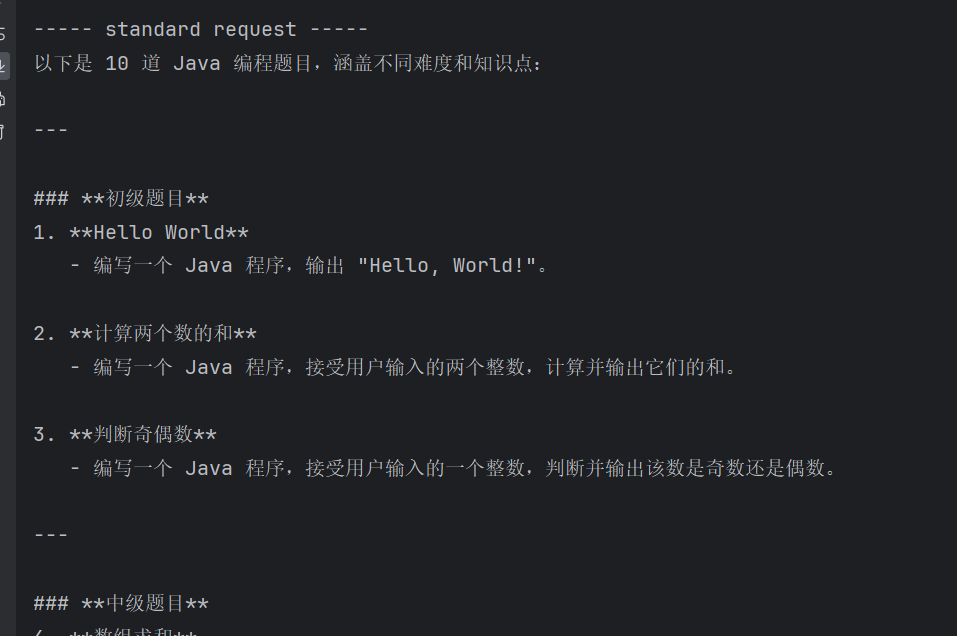 ----- standard request -----
以下是 10 道 Java 编程题目，涵盖不同难度和知识点：
---
### **初级题目**
1. **Hello World**
- 编写一个 Java 程序，输出 "Hello, World!"。
2. **计算两个数的和**
- 编写一个 Java 程序，接受用户输入的两个整数，计算并输出它们的和。
3. **判断奇偶数**
- 编写一个 Java 程序，接受用户输入的一个整数，判断并输出该数是奇数还是偶数。
---
### **中级题目**
4. **数组求和**